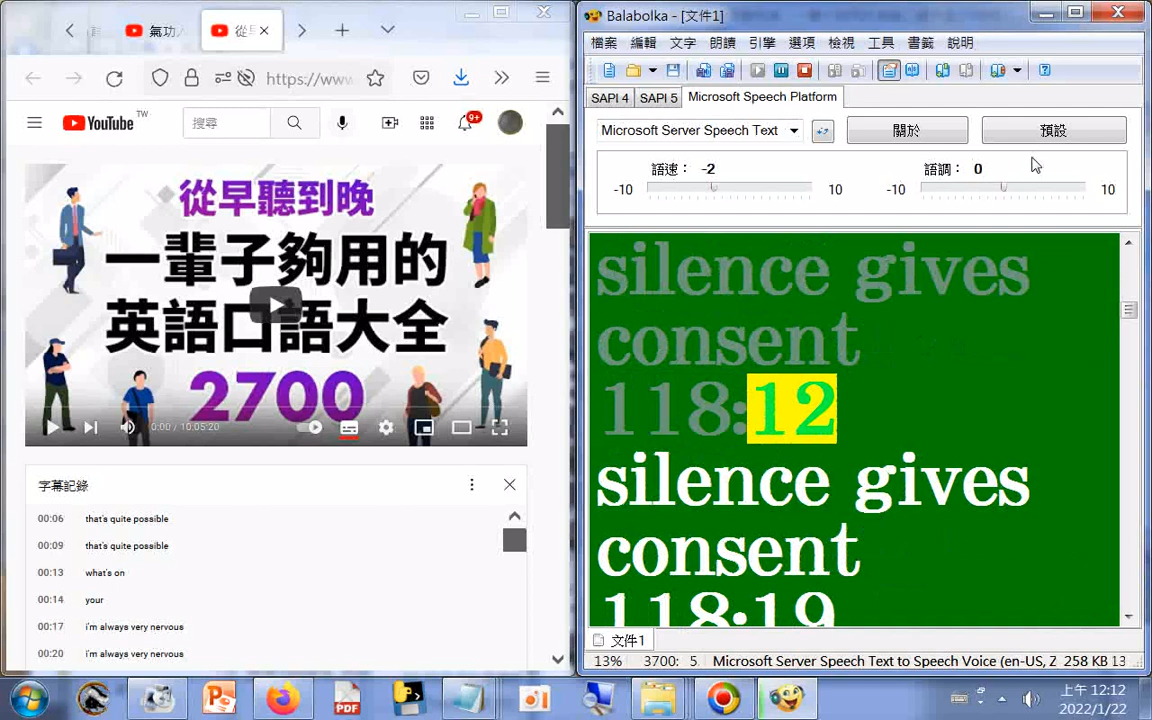 氣功
從
https://www
YouTube TW
搜尋
9+
從早聽到晚
一輩子夠用的
英語口語大全
2700
0:00 / 10:05:20
字幕記錄
00:06 that's quite possible
00:09 that's quite possible
00:13 what's on
00:14 your
00:17 i'm always very nervous
00:20 i'm always very nervous
Balabolka - [文件1]
檔案 編輯 文字 朗讀 引擎 選項 檢視 工具 書籤 說明
SAPI 4 SAPI 5 Microsoft Speech Platform
Microsoft Server Speech Text 關於 預設
語速： -2 語調： 0
-10 10 -10 10
silence gives
consent
118:12
silence gives
consent
118:19
文件1
13% 3700: 5 Microsoft Server Speech Text to Speech Voice (en-US, Z 258 KB 13
PDF
上午 12:12
2022/1/22